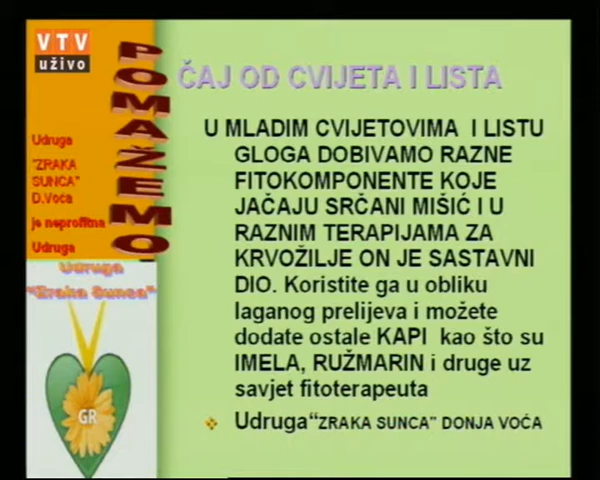 VTV
uživo
POMAŽEMO
Udruga
"ZRAKA
SUNCA"
D.Voća
je neprofitna
Udruga
Udruga
"Zraka Sunca"
GR
ČAJ OD CVIJETA I LISTA
U MLADIM CVIJETOVIMA I LISTU
GLOGA DOBIVAMO RAZNE
FITOKOMPONENTE KOJE
JAČAJU SRČANI MIŠIĆ I U
RAZNIM TERAPIJAMA ZA
KRVOŽILJE ON JE SASTAVNI
DIO. Koristite ga u obliku
laganog prelijeva i možete
dodate ostale KAPI kao što su
IMELA, RUŽMARIN i druge uz
savjet fitoterapeuta
Udruga“ZRAKA SUNCA” DONJA VOĆA